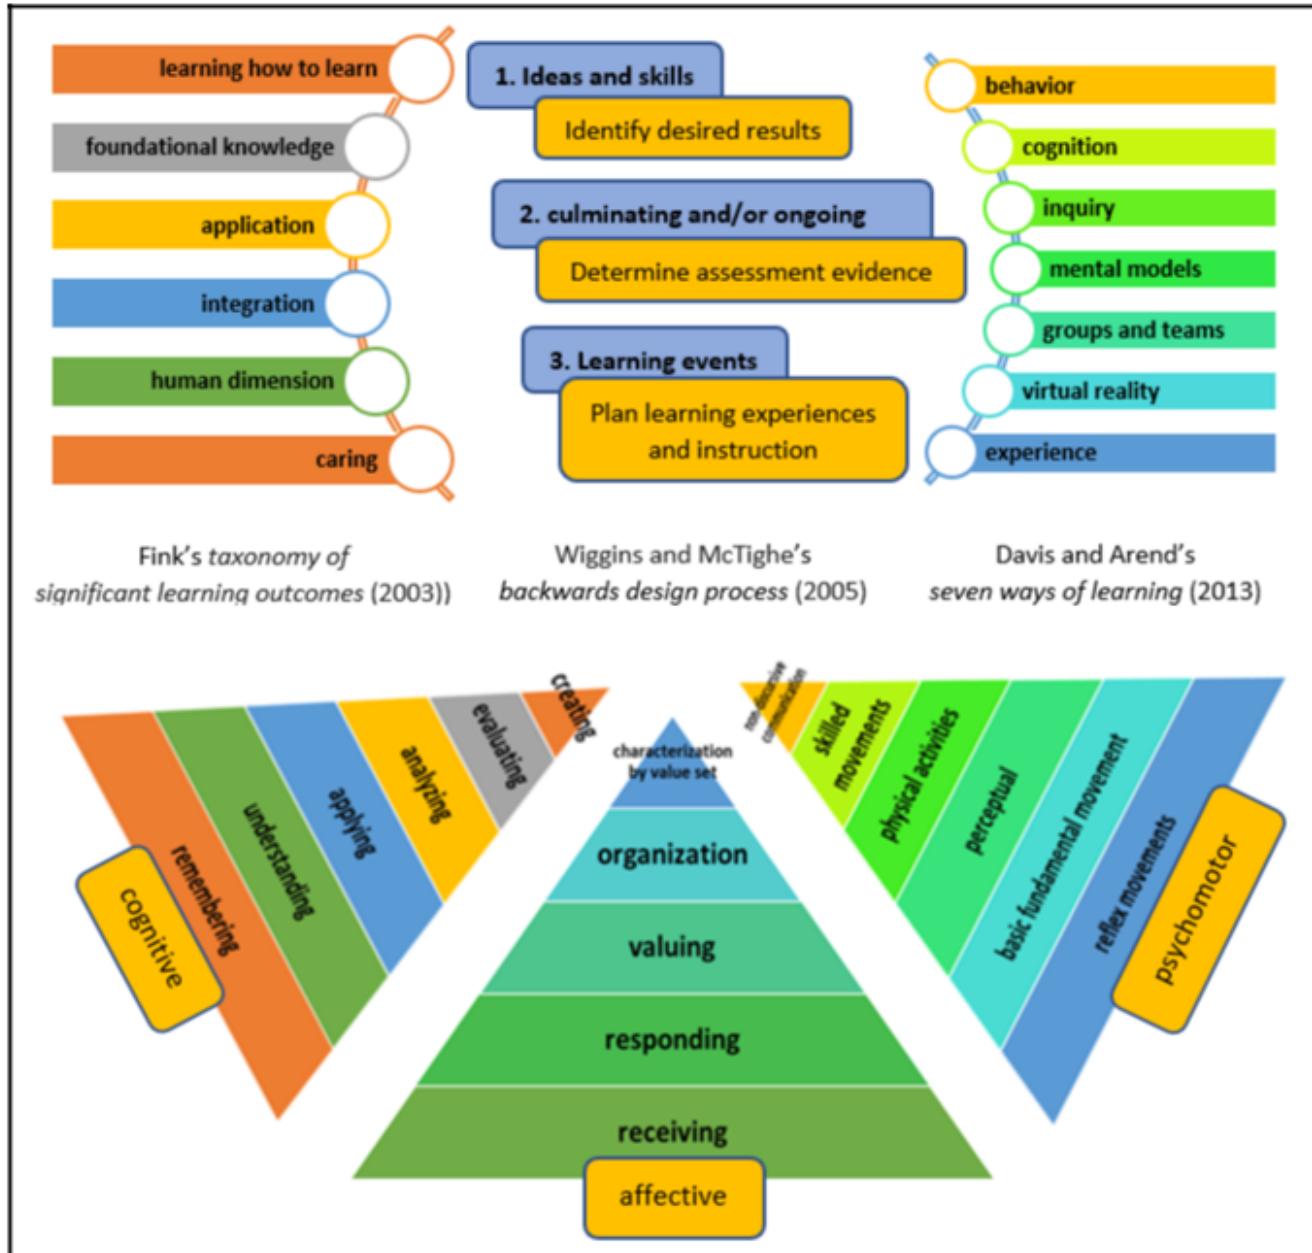 learning how to learn
foundational knowledge
application
integration
human dimension
caring
1. Ideas and skills
Identify desired results
2. culminating and/or ongoing
Determine assessment evidence
3. Learning events
Plan learning experiences
and instruction
behavior
cognition
inquiry
mental models
groups and teams
virtual reality
experience
Fink's taxonomy of
significant learning outcomes (2003))
Wiggins and McTighe's
backwards design process (2005)
Davis and Arend's
seven ways of learning (2013)
remembering
understanding
applying
analyzing
evaluating
creating
cognitive
characterization
by value set
organization
valuing
responding
receiving
affective
non-discursive
communication
skilled
movements
physical activities
perceptual
basic fundamental movement
reflex movements
psychomotor